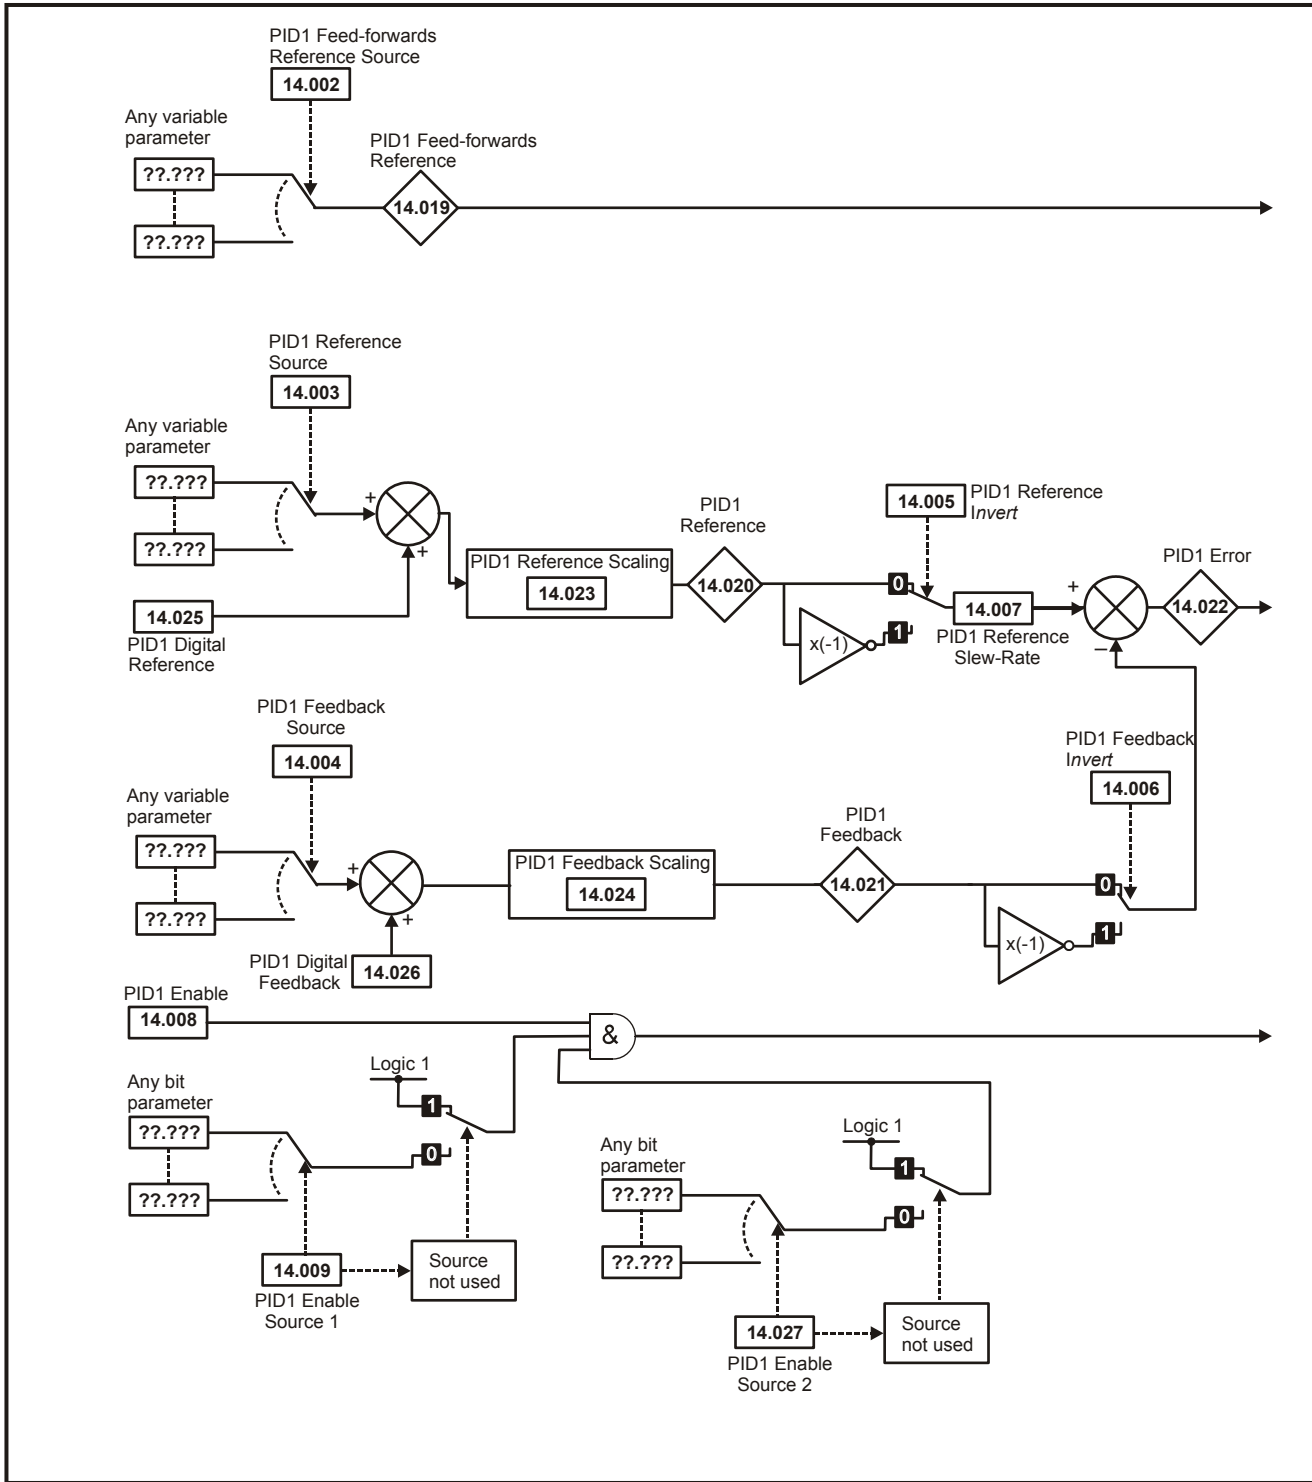 PID1 Feed-forwards
Reference Source
14.002
Any variable
parameter
??.???
??.???
PID1 Feed-forwards
Reference
14.019
PID1 Reference
Source
14.003
Any variable
parameter
??.???
??.???
+
+
14.025
PID1 Digital
Reference
PID1 Reference Scaling
14.023
PID1
Reference
14.020
14.005
PID1 Reference
Invert
0
1
x(-1)
14.007
PID1 Reference
Slew-Rate
+
–
PID1 Error
14.022
PID1 Feedback
Source
14.004
Any variable
parameter
??.???
??.???
+
+
PID1 Digital
Feedback
14.026
PID1 Feedback Scaling
14.024
PID1
Feedback
14.021
PID1 Feedback
Invert
14.006
0
1
x(-1)
PID1 Enable
14.008
&
Any bit
parameter
??.???
??.???
Logic 1
1
0
14.009
PID1 Enable
Source 1
Source
not used
Any bit
parameter
??.???
??.???
Logic 1
1
0
14.027
PID1 Enable
Source 2
Source
not used